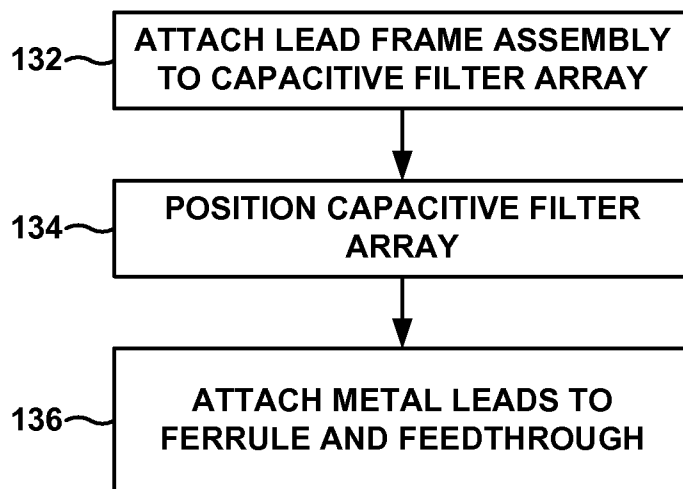 132
ATTACH LEAD FRAME ASSEMBLY
TO CAPACITIVE FILTER ARRAY
134
POSITION CAPACITIVE FILTER
ARRAY
136
ATTACH METAL LEADS TO
FERRULE AND FEEDTHROUGH